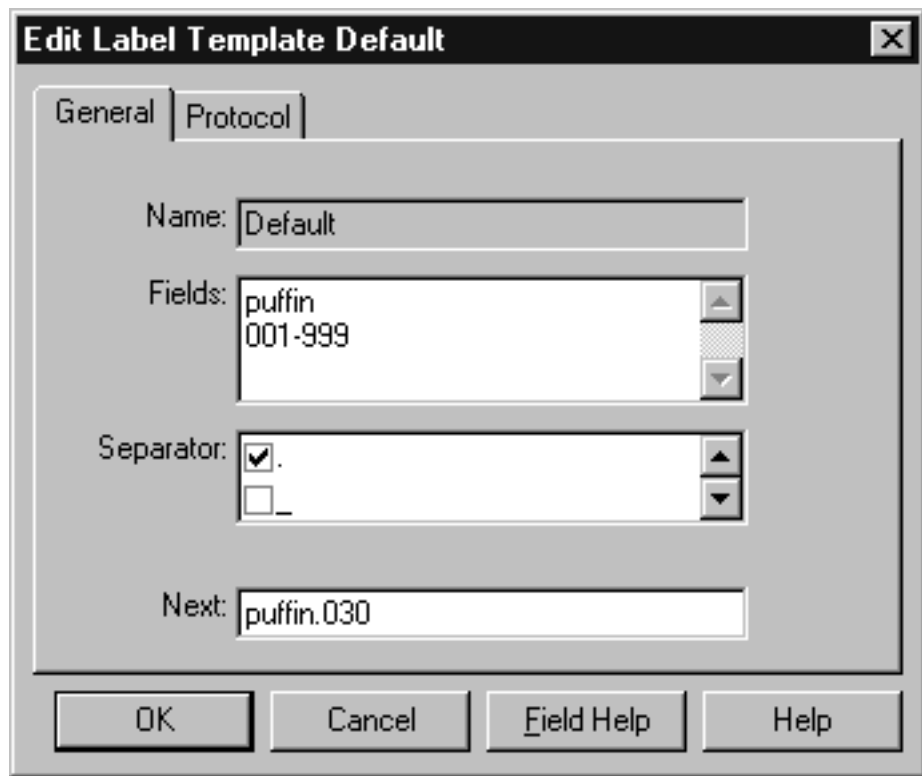 Edit Label Template Default
General Protocol
Name: Default
Fields: puffin
001-999
Separator: .
_
Next: puffin.030
OK Cancel Field Help Help